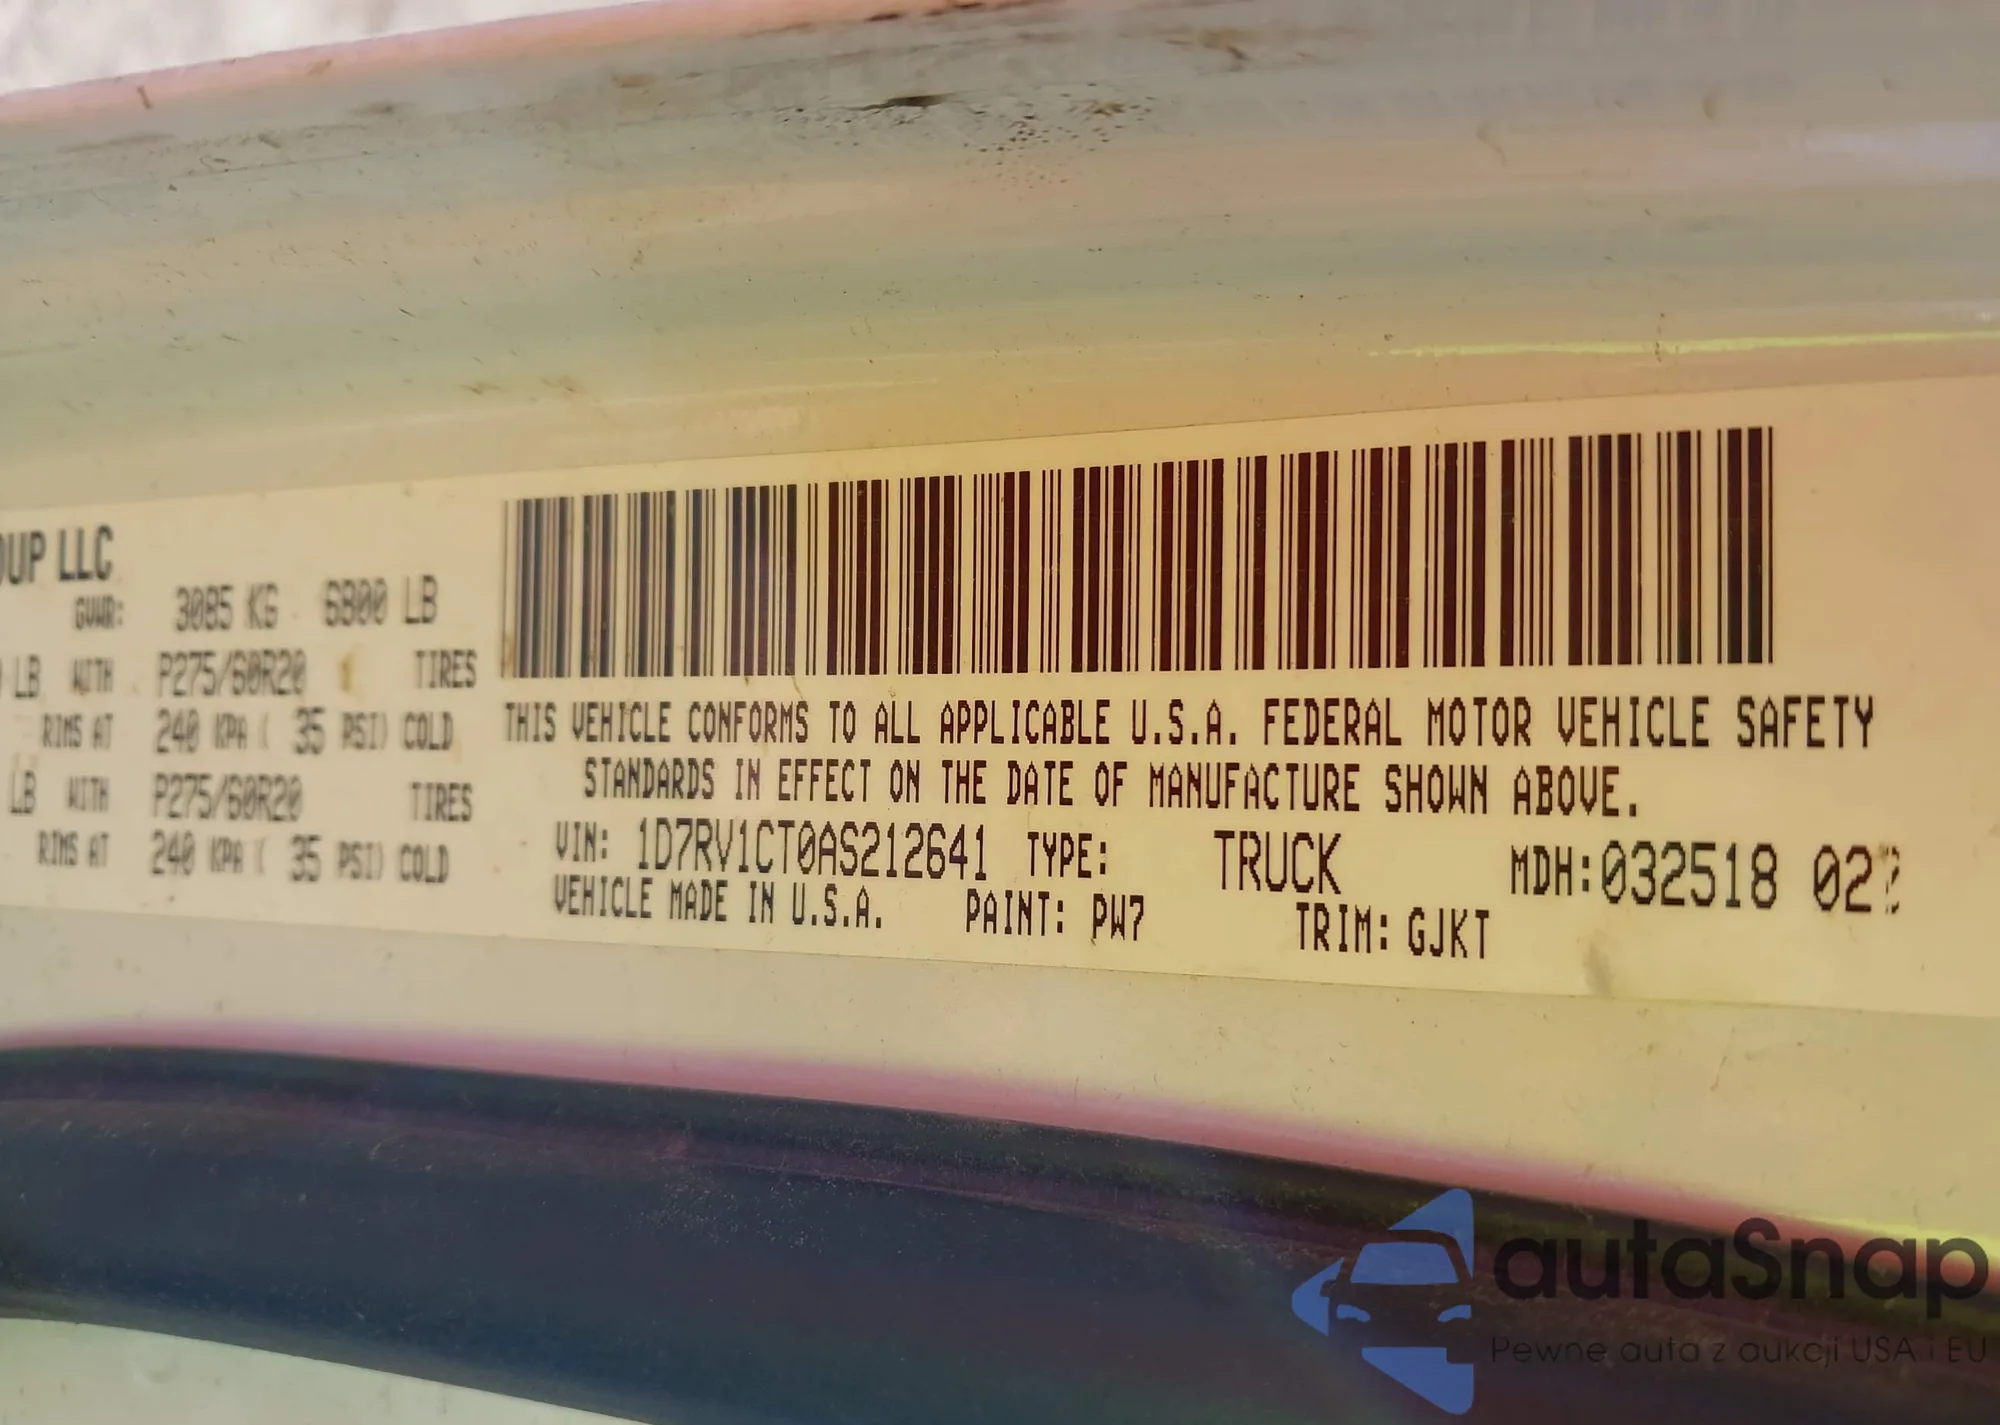 OUP LLC
GVWR: 3085 KG 6800 LB
LB WITH P275/60R20 TIRES
RIMS AT 240 KPA ( 35 PSI) COLD
LB WITH P275/60R20 TIRES
RIMS AT 240 KPA ( 35 PSI) COLD
THIS VEHICLE CONFORMS TO ALL APPLICABLE U.S.A. FEDERAL MOTOR VEHICLE SAFETY
STANDARDS IN EFFECT ON THE DATE OF MANUFACTURE SHOWN ABOVE.
VIN: 1D7RV1CT0AS212641 TYPE: TRUCK MDH:032518 02
VEHICLE MADE IN U.S.A. PAINT: PW7 TRIM: GJKT
autaSnap
Pewne auta z aukcji USA i EU